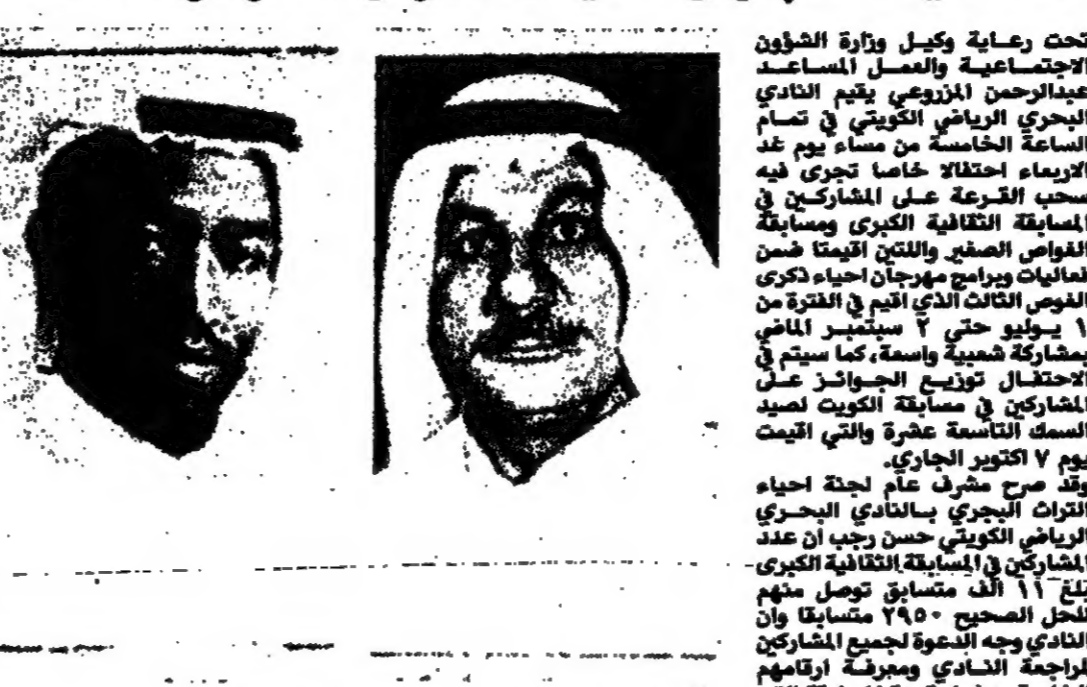 تحت رعاية وكيل وزارة الشؤون
الاجتماعية والعمل المساعد
عبدالرحمن المزروعي يقيم النادي
البحري الرياضي الكويتي في تمام
الساعة الخامسة من مساء يوم غد
الاربعاء احتفالا خاصا تجرى فيه
سحب القرعة على المشاركين في
المسابقة الثقافية الكبرى ومسابقة
الغواص الصغير واللتين اقيمتا ضمن
فعاليات وبرامج مهرجان احياء ذكرى
الغوص الثالث الذي اقيم في الفترة من
١ يوليو حتى ٢ سبتمبر الماضي
بمشاركة شعبية واسعة، كما سيتم في
الاحتفال توزيع الجوائز على
المشاركين في مسابقة الكويت لصيد
السمك التاسعة عشرة والتي اقيمت
يوم ٧ اكتوبر الجاري.
وقد صرح مشرف عام لجنة احياء
التراث البحري بالنادي البحري
الرياضي الكويتي حسن رجب ان عدد
المشاركين في المسابقة الثقافية الكبرى
بلغ ١١ الف متسابق توصل منهم
للحل الصحيح ٢٩٥٠ متسابقا وان
النادي وجه الدعوة لجميع المشاركين
لمراجعة النادي ومعرفة ارقامهم